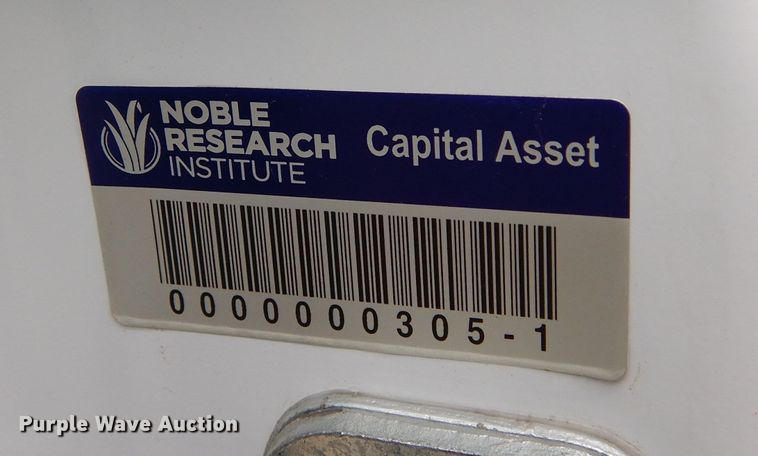 NOBLE
RESEARCH
INSTITUTE
Capital Asset
0000000305-1
Purple Wave Auction